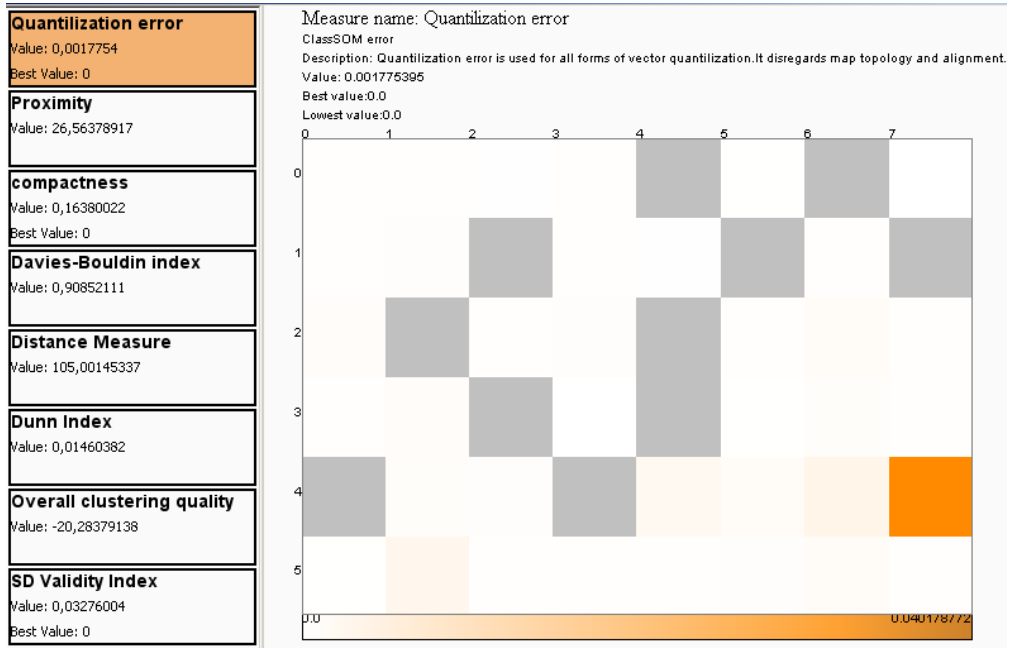 Quantilization error
Value: 0,0017754
Best Value: 0
Proximity
Value: 26,56378917
compactness
Value: 0,16380022
Best Value: 0
Davies-Bouldin index
Value: 0,90852111
Distance Measure
Value: 105,00145337
Dunn Index
Value: 0,01460382
Overall clustering quality
Value: -20,28379138
SD Validity Index
Value: 0,03276004
Best Value: 0
Measure name: Quantilization error
ClassSOM error
Description: Quantilization error is used for all forms of vector quantilization.It disregards map topology and alignment.
Value: 0.001775395
Best value:0.0
Lowest value:0.0
0 1 2 3 4 5 6 7
0
1
2
3
4
5
0.0 0.040178772